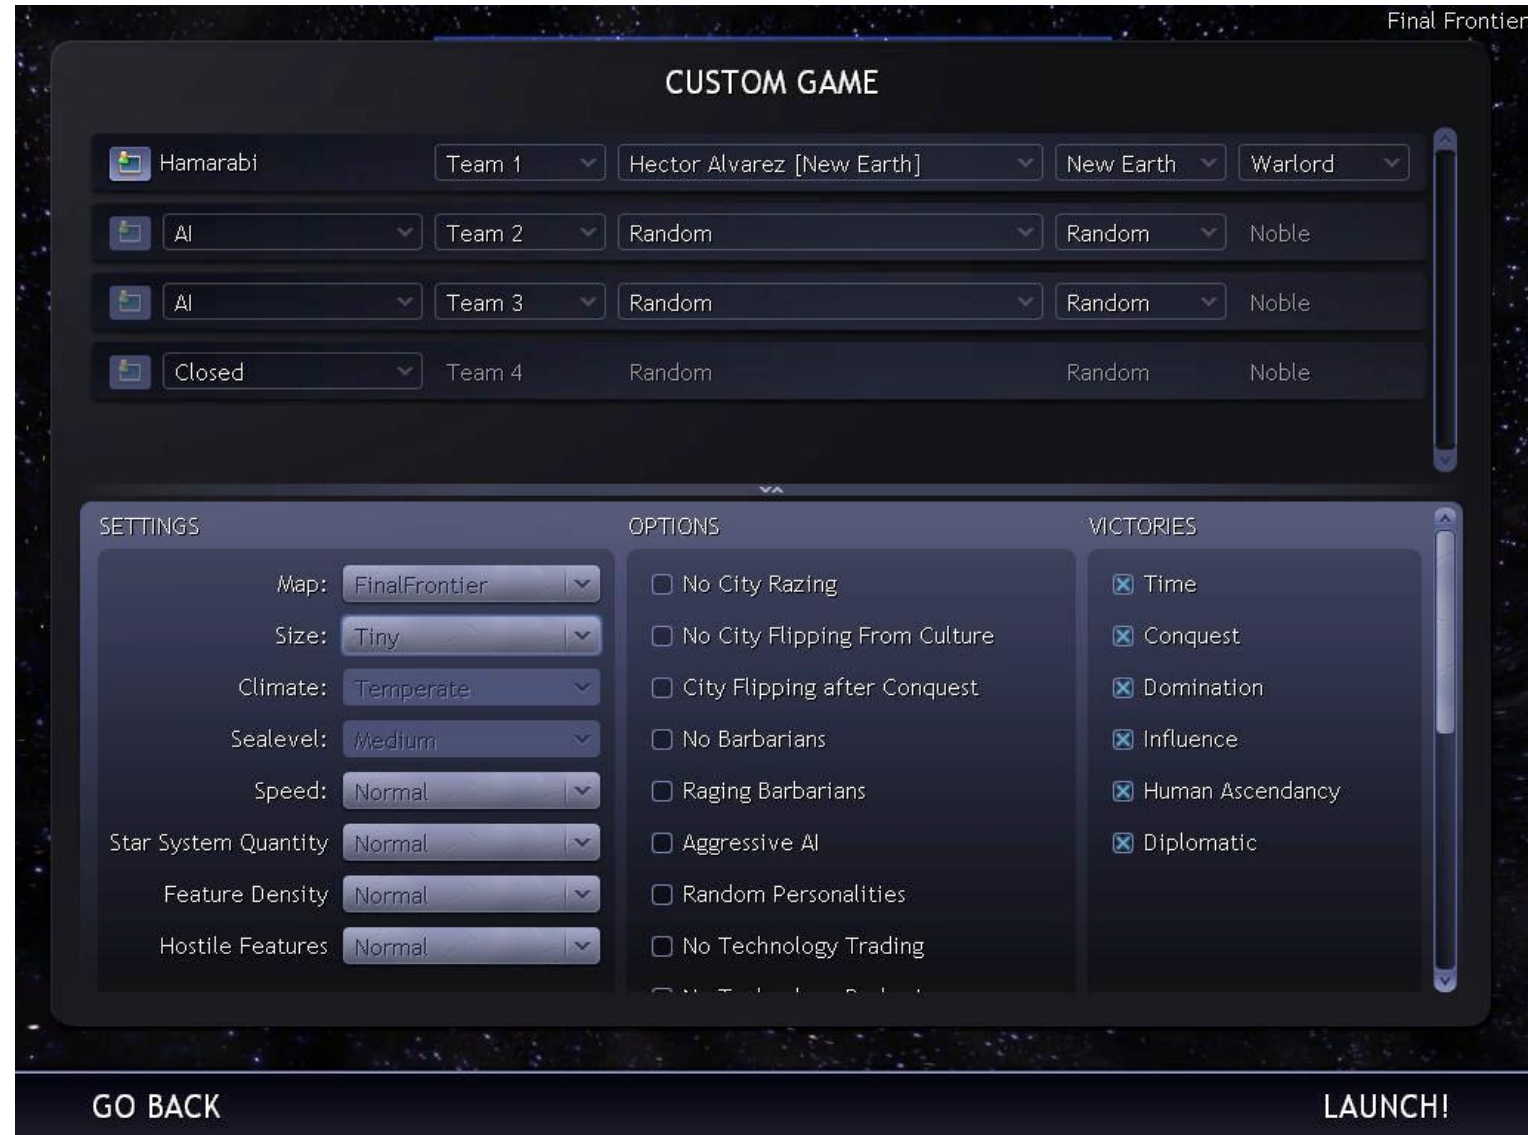 Final Frontier
CUSTOM GAME
Hamarabi Team 1 Hector Alvarez [New Earth] New Earth Warlord
AI Team 2 Random Random Noble
AI Team 3 Random Random Noble
Closed Team 4 Random Random Noble
SETTINGS
Map: FinalFrontier
Size: Tiny
Climate: Temperate
Sealevel: Medium
Speed: Normal
Star System Quantity Normal
Feature Density Normal
Hostile Features Normal
OPTIONS
No City Razing
No City Flipping From Culture
City Flipping after Conquest
No Barbarians
Raging Barbarians
Aggressive AI
Random Personalities
No Technology Trading
VICTORIES
Time
Conquest
Domination
Influence
Human Ascendancy
Diplomatic
GO BACK
LAUNCH!